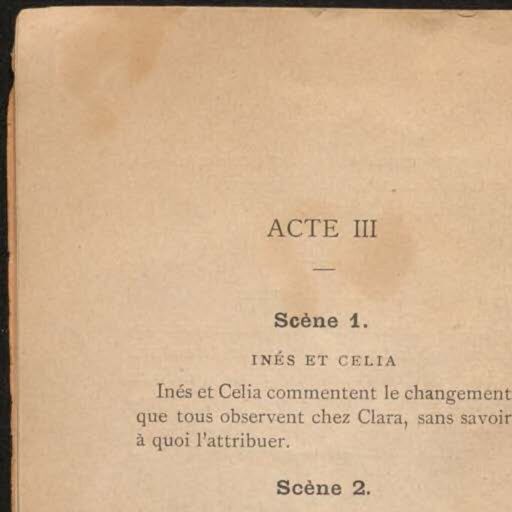 ACTE III
Scène 1.
INÉS ET CELIA
Inés et Celia commentent le changement
que tous observent chez Clara, sans savoir
à quoi l'attribuer.
Scène 2.